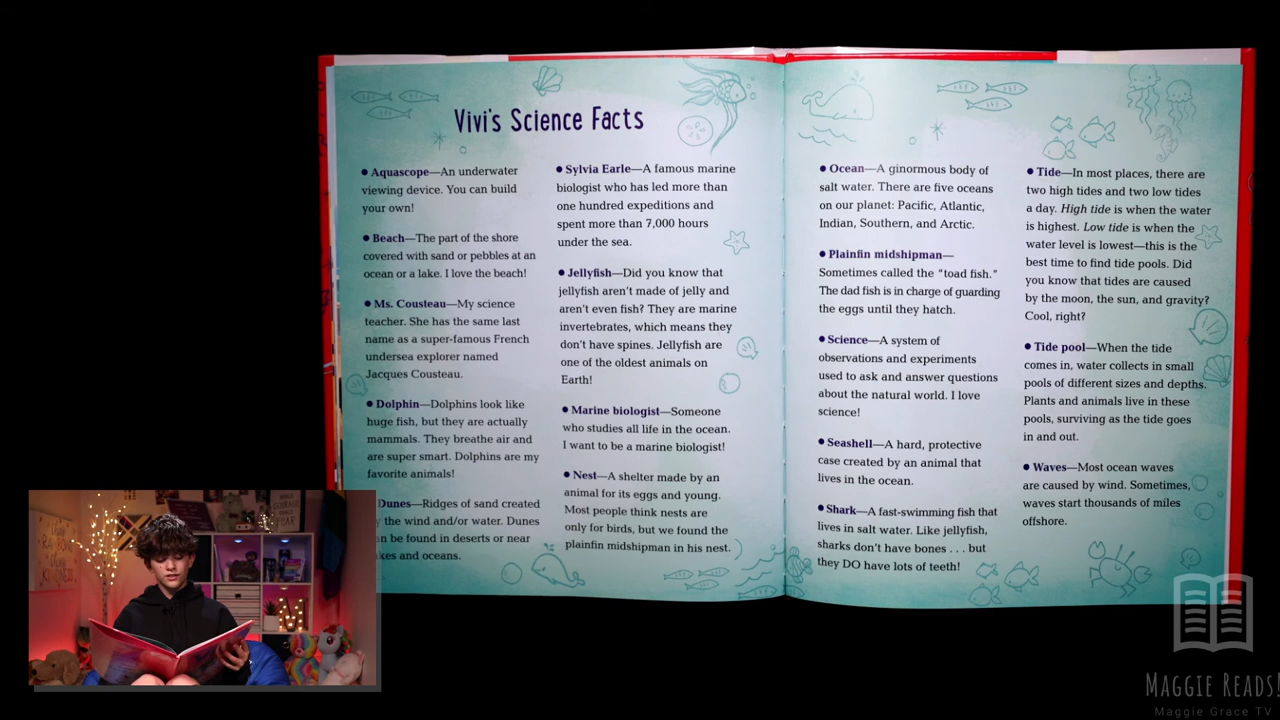 Vivi's Science Facts
● Aquascope—An underwater
viewing device. You can build
your own!
● Beach—The part of the shore
covered with sand or pebbles at an
ocean or a lake. I love the beach!
● Ms. Cousteau—My science
teacher. She has the same last
name as a super-famous French
undersea explorer named
Jacques Cousteau.
● Dolphin—Dolphins look like
huge fish, but they are actually
mammals. They breathe air and
are super smart. Dolphins are my
favorite animals!
Dunes—Ridges of sand created
the wind and/or water. Dunes
be found in deserts or near
and oceans.
● Sylvia Earle—A famous marine
biologist who has led more than
one hundred expeditions and
spent more than 7,000 hours
under the sea.
● Jellyfish—Did you know that
jellyfish aren't made of jelly and
aren't even fish? They are marine
invertebrates, which means they
don't have spines. Jellyfish are
one of the oldest animals on
Earth!
● Marine biologist—Someone
who studies all life in the ocean.
I want to be a marine biologist!
● Nest—A shelter made by an
animal for its eggs and young.
Most people think nests are
only for birds, but we found the
plainfin midshipman in his nest.
● Ocean—A ginormous body of
salt water. There are five oceans
on our planet: Pacific, Atlantic,
Indian, Southern, and Arctic.
● Plainfin midshipman—
Sometimes called the "toad fish."
The dad fish is in charge of guarding
the eggs until they hatch.
● Science—A system of
observations and experiments
used to ask and answer questions
about the natural world. I love
science!
● Seashell—A hard, protective
case created by an animal that
lives in the ocean.
● Shark—A fast-swimming fish that
lives in salt water. Like jellyfish,
sharks don't have bones . . . but
they DO have lots of teeth!
● Tide—In most places, there are
two high tides and two low tides
a day. High tide is when the water
is highest. Low tide is when the
water level is lowest—this is the
best time to find tide pools. Did
you know that tides are caused
by the moon, the sun, and gravity?
Cool, right?
● Tide pool—When the tide
comes in, water collects in small
pools of different sizes and depths.
Plants and animals live in these
pools, surviving as the tide goes
in and out.
● Waves—Most ocean waves
are caused by wind. Sometimes,
waves start thousands of miles
offshore.
MAGGIE READS!
Maggie Grace TV